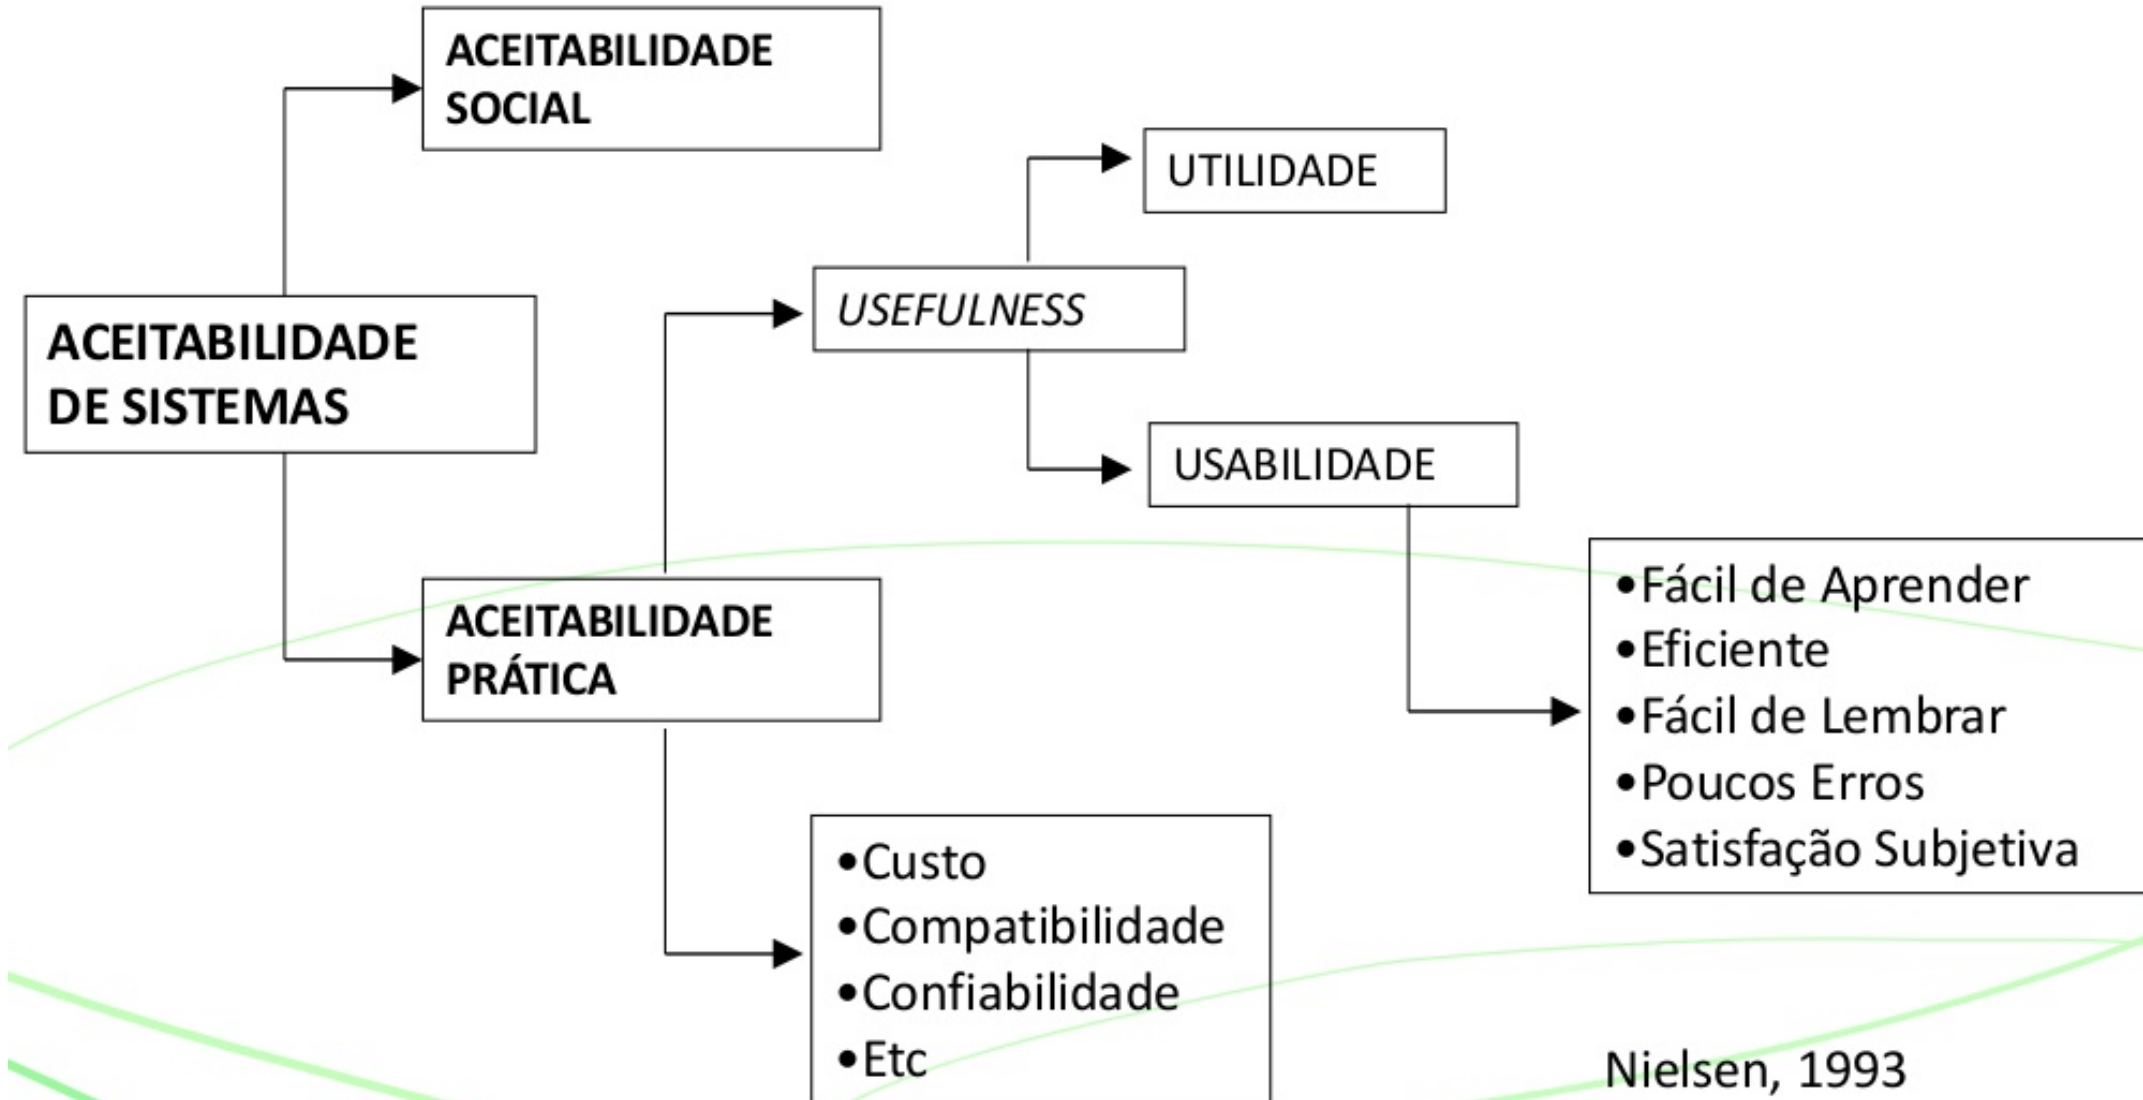 ACEITABILIDADE
SOCIAL
UTILIDADE
USEFULNESS
ACEITABILIDADE
DE SISTEMAS
USABILIDADE
•Fácil de Aprender
•Eficiente
•Fácil de Lembrar
•Poucos Erros
•Satisfação Subjetiva
ACEITABILIDADE
PRÁTICA
•Custo
•Compatibilidade
•Confiabilidade
•Etc
Nielsen, 1993